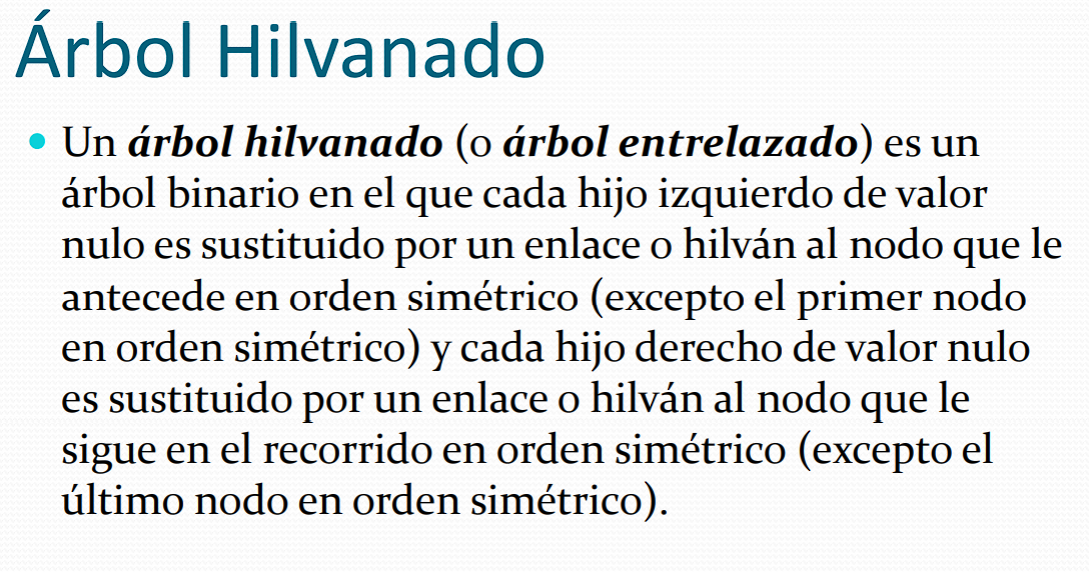 Árbol Hilvanado
• Un árbol hilvanado (o árbol entrelazado) es un
árbol binario en el que cada hijo izquierdo de valor
nulo es sustituido por un enlace o hilván al nodo que le
antecede en orden simétrico (excepto el primer nodo
en orden simétrico) y cada hijo derecho de valor nulo
es sustituido por un enlace o hilván al nodo que le
sigue en el recorrido en orden simétrico (excepto el
último nodo en orden simétrico).